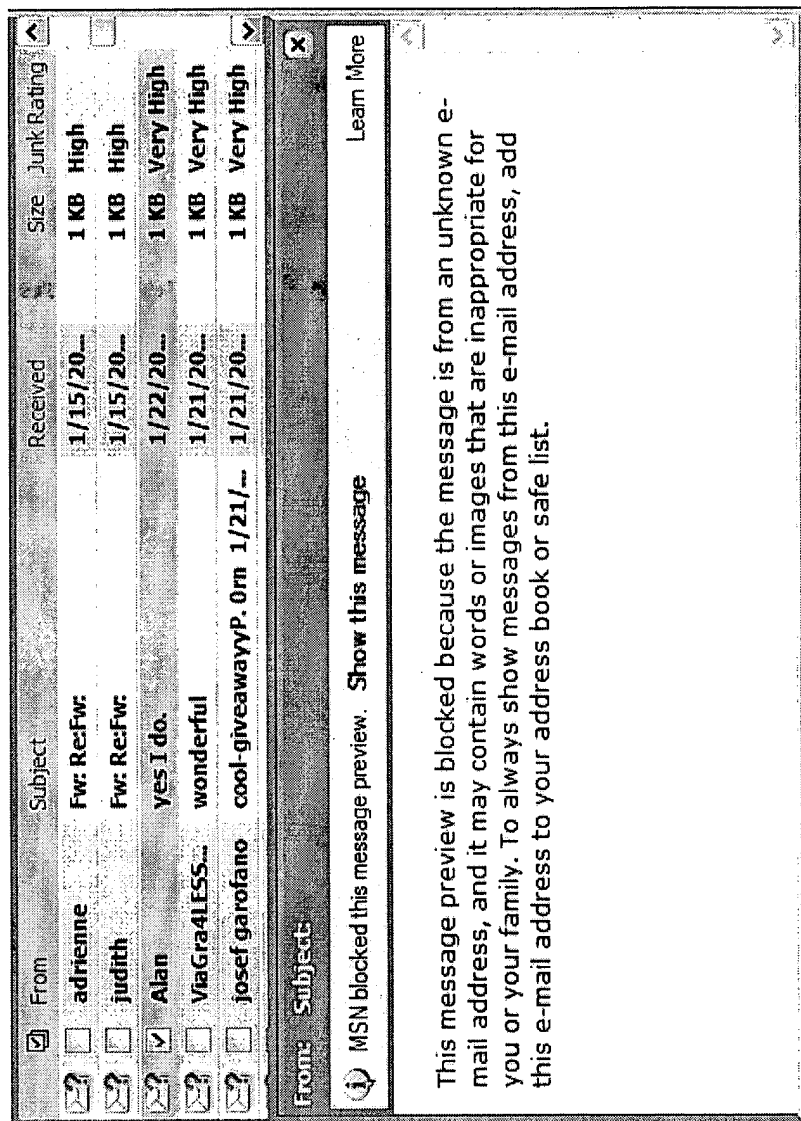 From Subject Received Size Junk Rating
adrienne Fw: Re:Fw: 1/15/20... 1 KB High
judith Fw: Re:Fw: 1/15/20... 1 KB High
Alan yes I do. 1/22/20... 1 KB Very High
ViaGra4LESS... wonderful 1/21/20... 1 KB Very High
josef garofano cool-giveawayyP. 0rn 1/21/... 1/21/20... 1 KB Very High
From: Subject:
MSN blocked this message preview. Show this message Learn More
This message preview is blocked because the message is from an unknown e-
mail address, and it may contain words or images that are inappropriate for
you or your family. To always show messages from this e-mail address, add
this e-mail address to your address book or safe list.